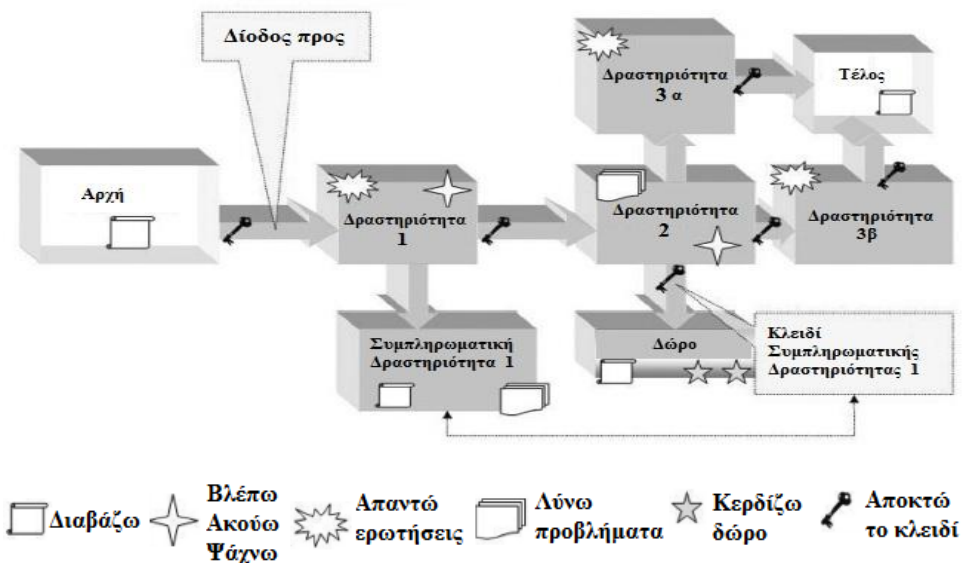 Δίοδος προς
Δραστηριότητα
3 α
Τέλος
Αρχή
Δραστηριότητα
1
Δραστηριότητα
2
Δραστηριότητα
3β
Συμπληρωματική
Δραστηριότητα 1
Δώρο
Κλειδί
Συμπληρωματικής
Δραστηριότητας 1
Διαβάζω
Βλέπω
Ακούω
Ψάχνω
Απαντώ
ερωτήσεις
Λύνω
προβλήματα
Κερδίζω
δώρο
Αποκτώ
το κλειδί